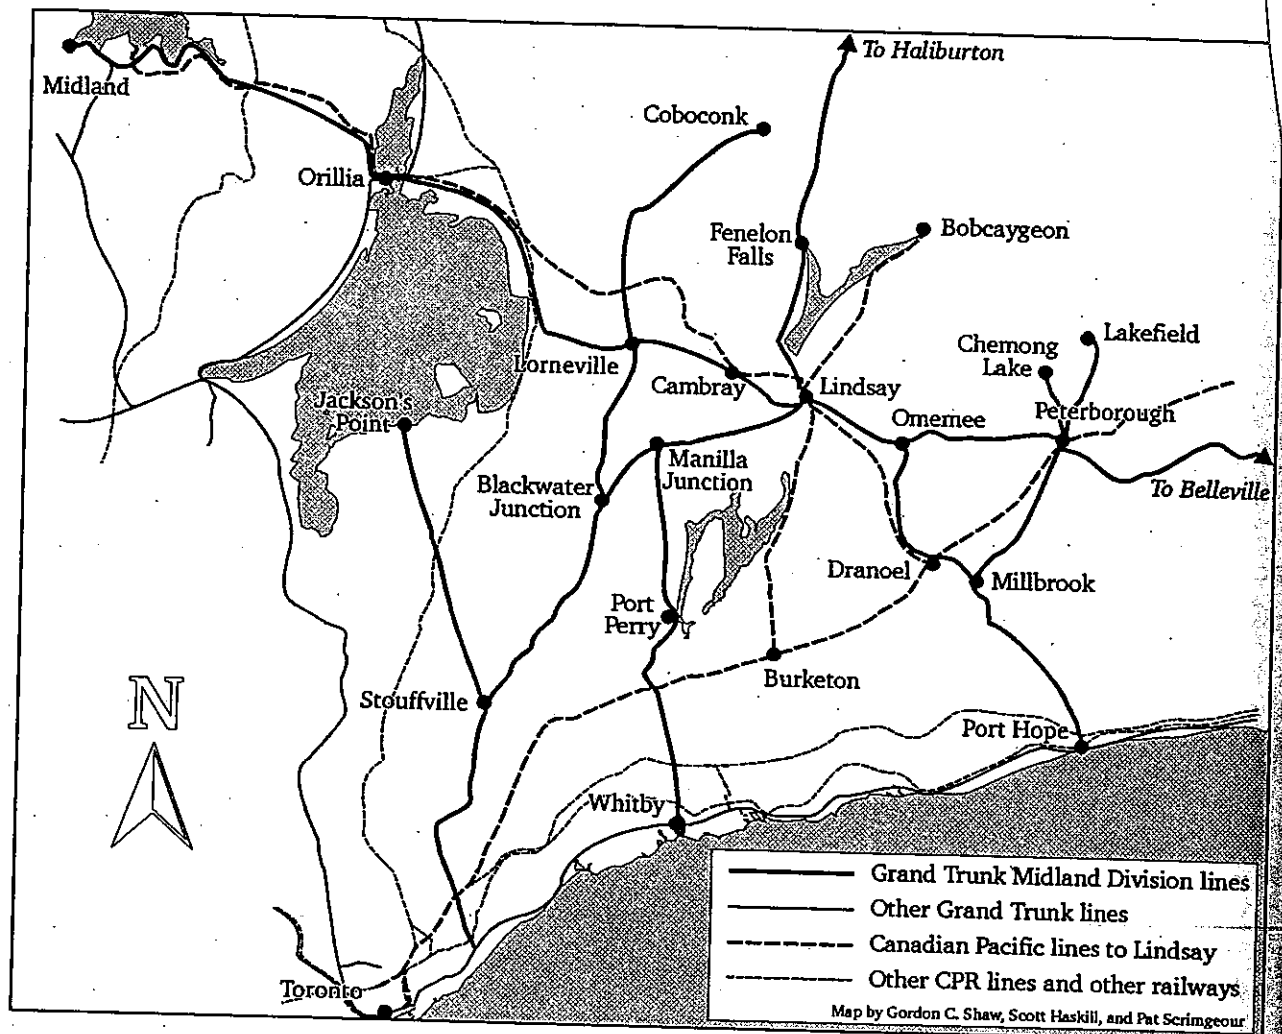 To Haliburton
Midland
Coboconk
Orillia
Fenelon
Falls
Bobcaygeon
Lakefield
Chemong
Lake
Lorneville
Cambray
Lindsay
Jackson's
Point
Omemee
Peterborough
Manilla
Junction
Blackwater
Junction
To Belleville
Dranoel
Millbrook
Port
Perry
Burketon
Stouffville
N
Port Hope
Whitby
Toronto
Grand Trunk Midland Division lines
Other Grand Trunk lines
Canadian Pacific lines to Lindsay
Other CPR lines and other railways
Map by Gordon C. Shaw, Scott Haskill, and Pat Scrimgeour